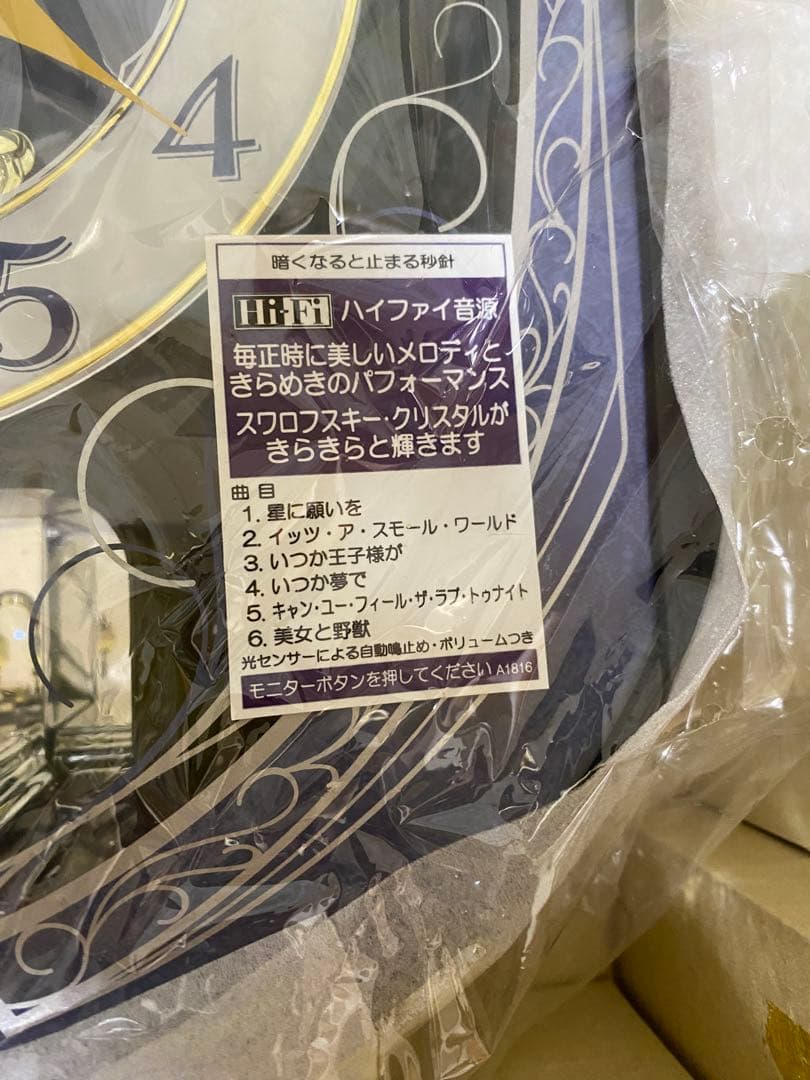 4
5
暗くなると止まる秒針
Hi-Fi ハイファイ音源
毎正時に美しいメロディと
きらめきのパフォーマンス
スワロフスキー・クリスタルが
きらきらと輝きます
曲目
1. 星に願いを
2. イッツ・ア・スモール・ワールド
3. いつか王子様が
4. いつか夢で
5. キャン・ユー・フィール・ザ・ラブ・トゥナイト
6. 美女と野獣
光センサーによる自動鳴止め・ボリュームつき
モニターボタンを押してください A1816